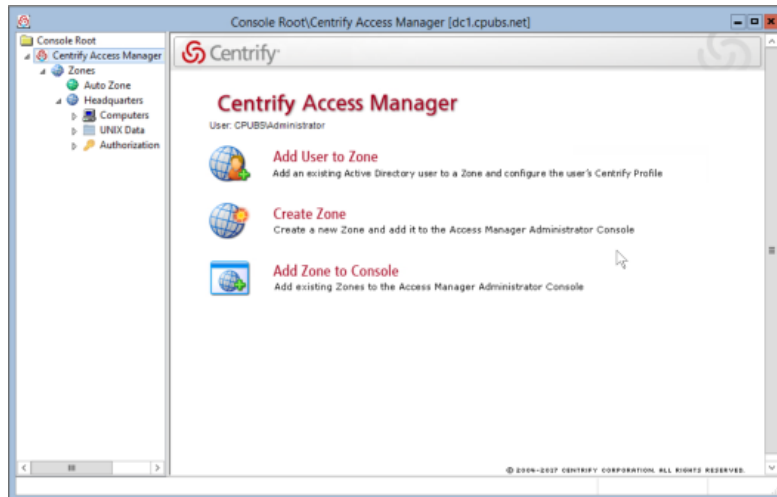 Console Root\Centrify Access Manager [dc1.cpubs.net]
Console Root
Centrify Access Manager
Zones
Auto Zone
Headquarters
Computers
UNIX Data
Authorization
Centrify
Centrify Access Manager
User: CPUBS\Administrator
Add User to Zone
Add an existing Active Directory user to a Zone and configure the user's Centrify Profile
Create Zone
Create a new Zone and add it to the Access Manager Administrator Console
Add Zone to Console
Add existing Zones to the Access Manager Administrator Console
© 2004-2017 CENTRIFY CORPORATION. ALL RIGHTS RESERVED.